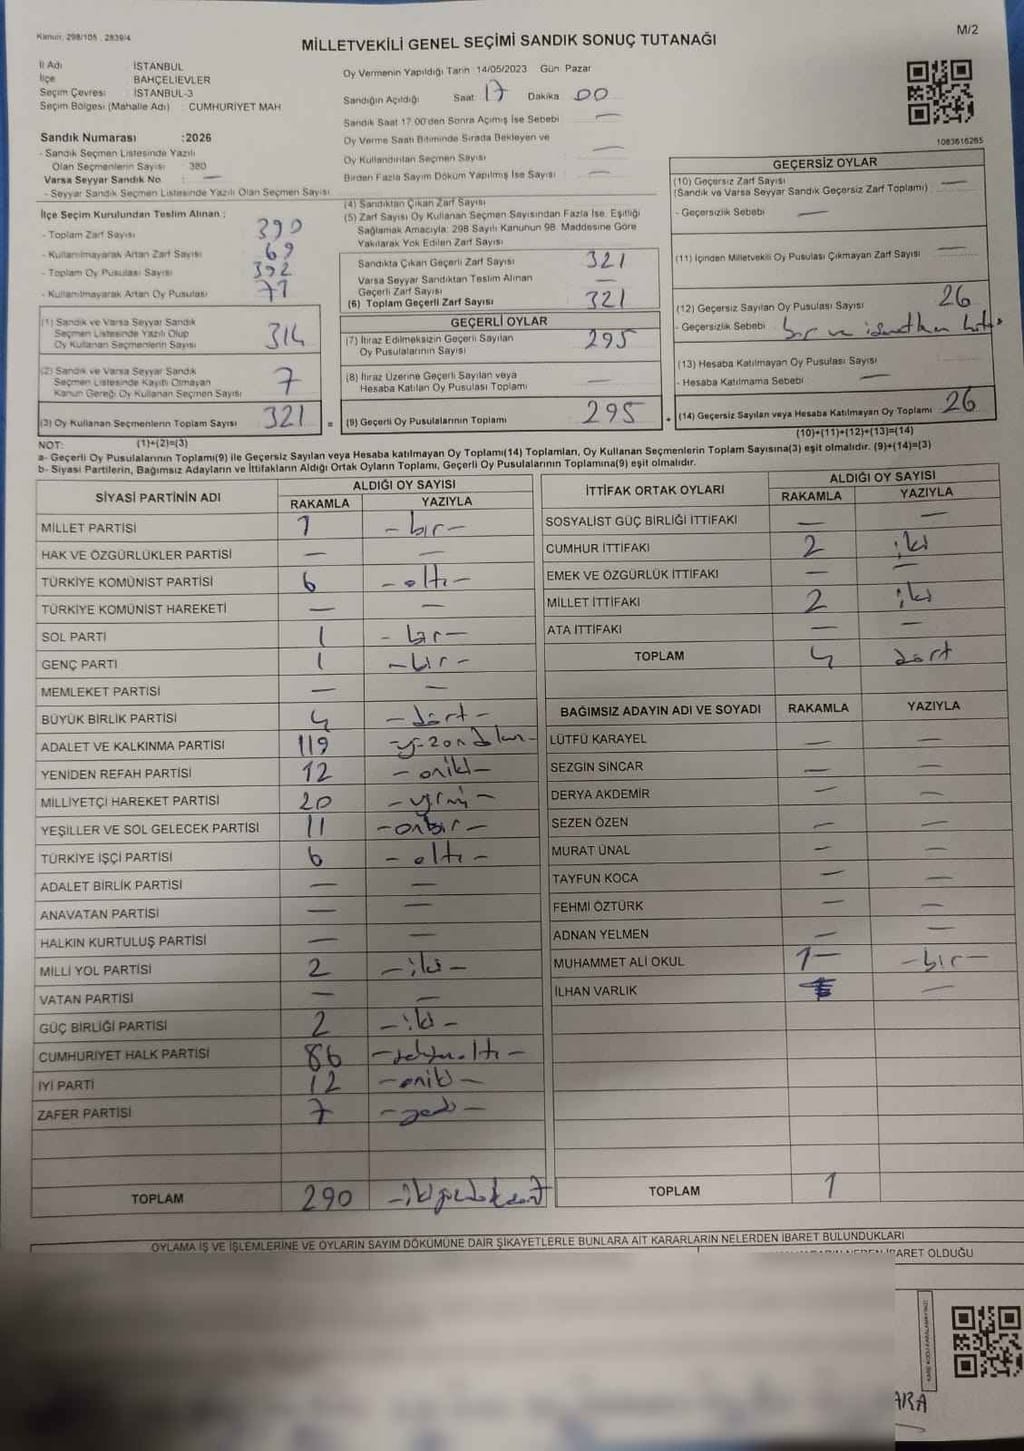 Kanun: 298/105 , 2839/4
M/2
MİLLETVEKİLİ GENEL SEÇİMİ SANDIK SONUÇ TUTANAĞI
İl Adı İSTANBUL
İlçe BAHÇELİEVLER
Seçim Çevresi İSTANBUL-3
Seçim Bölgesi (Mahalle Adı) CUMHURİYET MAH
Sandık Numarası :2026
- Sandık Seçmen Listesinde Yazılı
Olan Seçmenlerin Sayısı 380
Varsa Seyyar Sandık No : —
- Seyyar Sandık Seçmen Listesinde Yazılı Olan Seçmen Sayısı
Oy Vermenin Yapıldığı Tarih 14/05/2023 Gün Pazar
Sandığın Açıldığı Saat 17 Dakika 00
Sandık Saat 17.00'den Sonra Açılmış İse Sebebi —
Oy Verme Saati Bitiminde Sırada Bekleyen ve
Oy Kullandırılan Seçmen Sayısı —
Birden Fazla Sayım Döküm Yapılmış İse Sayısı —
1083616265
İlçe Seçim Kurulundan Teslim Alınan ;
- Toplam Zarf Sayısı 390
- Kullanılmayarak Artan Zarf Sayısı 69
- Toplam Oy Pusulası Sayısı 392
- Kullanılmayarak Artan Oy Pusulası 71
(1) Sandık ve Varsa Seyyar Sandık
Seçmen Listesinde Yazılı Olup
Oy Kullanan Seçmenlerin Sayısı 314
(2) Sandık ve Varsa Seyyar Sandık
Seçmen Listesinde Kayıtlı Olmayan
Kanun Gereği Oy Kullanan Seçmen Sayısı 7
(3) Oy Kullanan Seçmenlerin Toplam Sayısı 321 =
(4) Sandıktan Çıkan Zarf Sayısı
(5) Zarf Sayısı Oy Kullanan Seçmen Sayısından Fazla İse, Eşitliği
Sağlamak Amacıyla; 298 Sayılı Kanunun 98. Maddesine Göre
Yakılarak Yok Edilen Zarf Sayısı
Sandıkta Çıkan Geçerli Zarf Sayısı 321
Varsa Seyyar Sandıktan Teslim Alınan
Geçerli Zarf Sayısı —
(6) Toplam Geçerli Zarf Sayısı 321
GEÇERLİ OYLAR
(7) İtiraz Edilmeksizin Geçerli Sayılan
Oy Pusulalarının Sayısı 295
(8) İtiraz Üzerine Geçerli Sayılan veya
Hesaba Katılan Oy Pusulası Toplamı —
(9) Geçerli Oy Pusulalarının Toplamı 295 +
GEÇERSİZ OYLAR
(10) Geçersiz Zarf Sayısı
(Sandık ve Varsa Seyyar Sandık Geçersiz Zarf Toplamı) —
- Geçersizlik Sebebi —
(11) İçinden Milletvekili Oy Pusulası Çıkmayan Zarf Sayısı —
(12) Geçersiz Sayılan Oy Pusulası Sayısı 26
- Geçersizlik Sebebi
(13) Hesaba Katılmayan Oy Pusulası Sayısı —
- Hesaba Katılmama Sebebi —
(14) Geçersiz Sayılan veya Hesaba Katılmayan Oy Toplamı 26
(10)+(11)+(12)+(13)=(14)
NOT: (1)+(2)=(3)
a- Geçerli Oy Pusulalarının Toplamı(9) ile Geçersiz Sayılan veya Hesaba katılmayan Oy Toplamı(14) Toplamları, Oy Kullanan Seçmenlerin Toplam Sayısına(3) eşit olmalıdır. (9)+(14)=(3)
b- Siyasi Partilerin, Bağımsız Adayların ve İttifakların Aldığı Ortak Oyların Toplamı, Geçerli Oy Pusulalarının Toplamına(9) eşit olmalıdır.
SİYASİ PARTİNİN ADI ALDIĞI OY SAYISI
RAKAMLA YAZIYLA
MİLLET PARTİSİ 1 -bir-
HAK VE ÖZGÜRLÜKLER PARTİSİ — —
TÜRKİYE KOMÜNİST PARTİSİ 6 -altı-
TÜRKİYE KOMÜNİST HAREKETİ — —
SOL PARTİ 1 -bir-
GENÇ PARTİ 1 -bir-
MEMLEKET PARTİSİ — —
BÜYÜK BİRLİK PARTİSİ 4 -dört-
ADALET VE KALKINMA PARTİSİ 119
YENİDEN REFAH PARTİSİ 12 -oniki-
MİLLİYETÇİ HAREKET PARTİSİ 20 -yirmi-
YEŞİLLER VE SOL GELECEK PARTİSİ 11 -onbir-
TÜRKİYE İŞÇİ PARTİSİ 6 -altı-
ADALET BİRLİK PARTİSİ — —
ANAVATAN PARTİSİ — —
HALKIN KURTULUŞ PARTİSİ — —
MİLLİ YOL PARTİSİ 2 -iki-
VATAN PARTİSİ — —
GÜÇ BİRLİĞİ PARTİSİ 2 -iki-
CUMHURİYET HALK PARTİSİ 86 -seksenaltı-
İYİ PARTİ 12 -oniki-
ZAFER PARTİSİ 7 -yedi-
TOPLAM 290
İTTİFAK ORTAK OYLARI ALDIĞI OY SAYISI
RAKAMLA YAZIYLA
SOSYALİST GÜÇ BİRLİĞİ İTTİFAKI — —
CUMHUR İTTİFAKI 2 iki
EMEK VE ÖZGÜRLÜK İTTİFAKI — —
MİLLET İTTİFAKI 2 iki
ATA İTTİFAKI — —
TOPLAM 4 dört
BAĞIMSIZ ADAYIN ADI VE SOYADI RAKAMLA YAZIYLA
LÜTFÜ KARAYEL — —
SEZGİN SİNCAR — —
DERYA AKDEMİR — —
SEZEN ÖZEN — —
MURAT ÜNAL — —
TAYFUN KOCA — —
FEHMİ ÖZTÜRK — —
ADNAN YELMEN — —
MUHAMMET ALİ OKUL 1- -bir-
İLHAN VARLIK —
TOPLAM 1
OYLAMA İŞ VE İŞLEMLERİNE VE OYLARIN SAYIM DÖKÜMÜNE DAİR ŞİKAYETLERLE BUNLARA AİT KARARLARIN NELERDEN İBARET BULUNDUKLARI
İBARET OLDUĞU